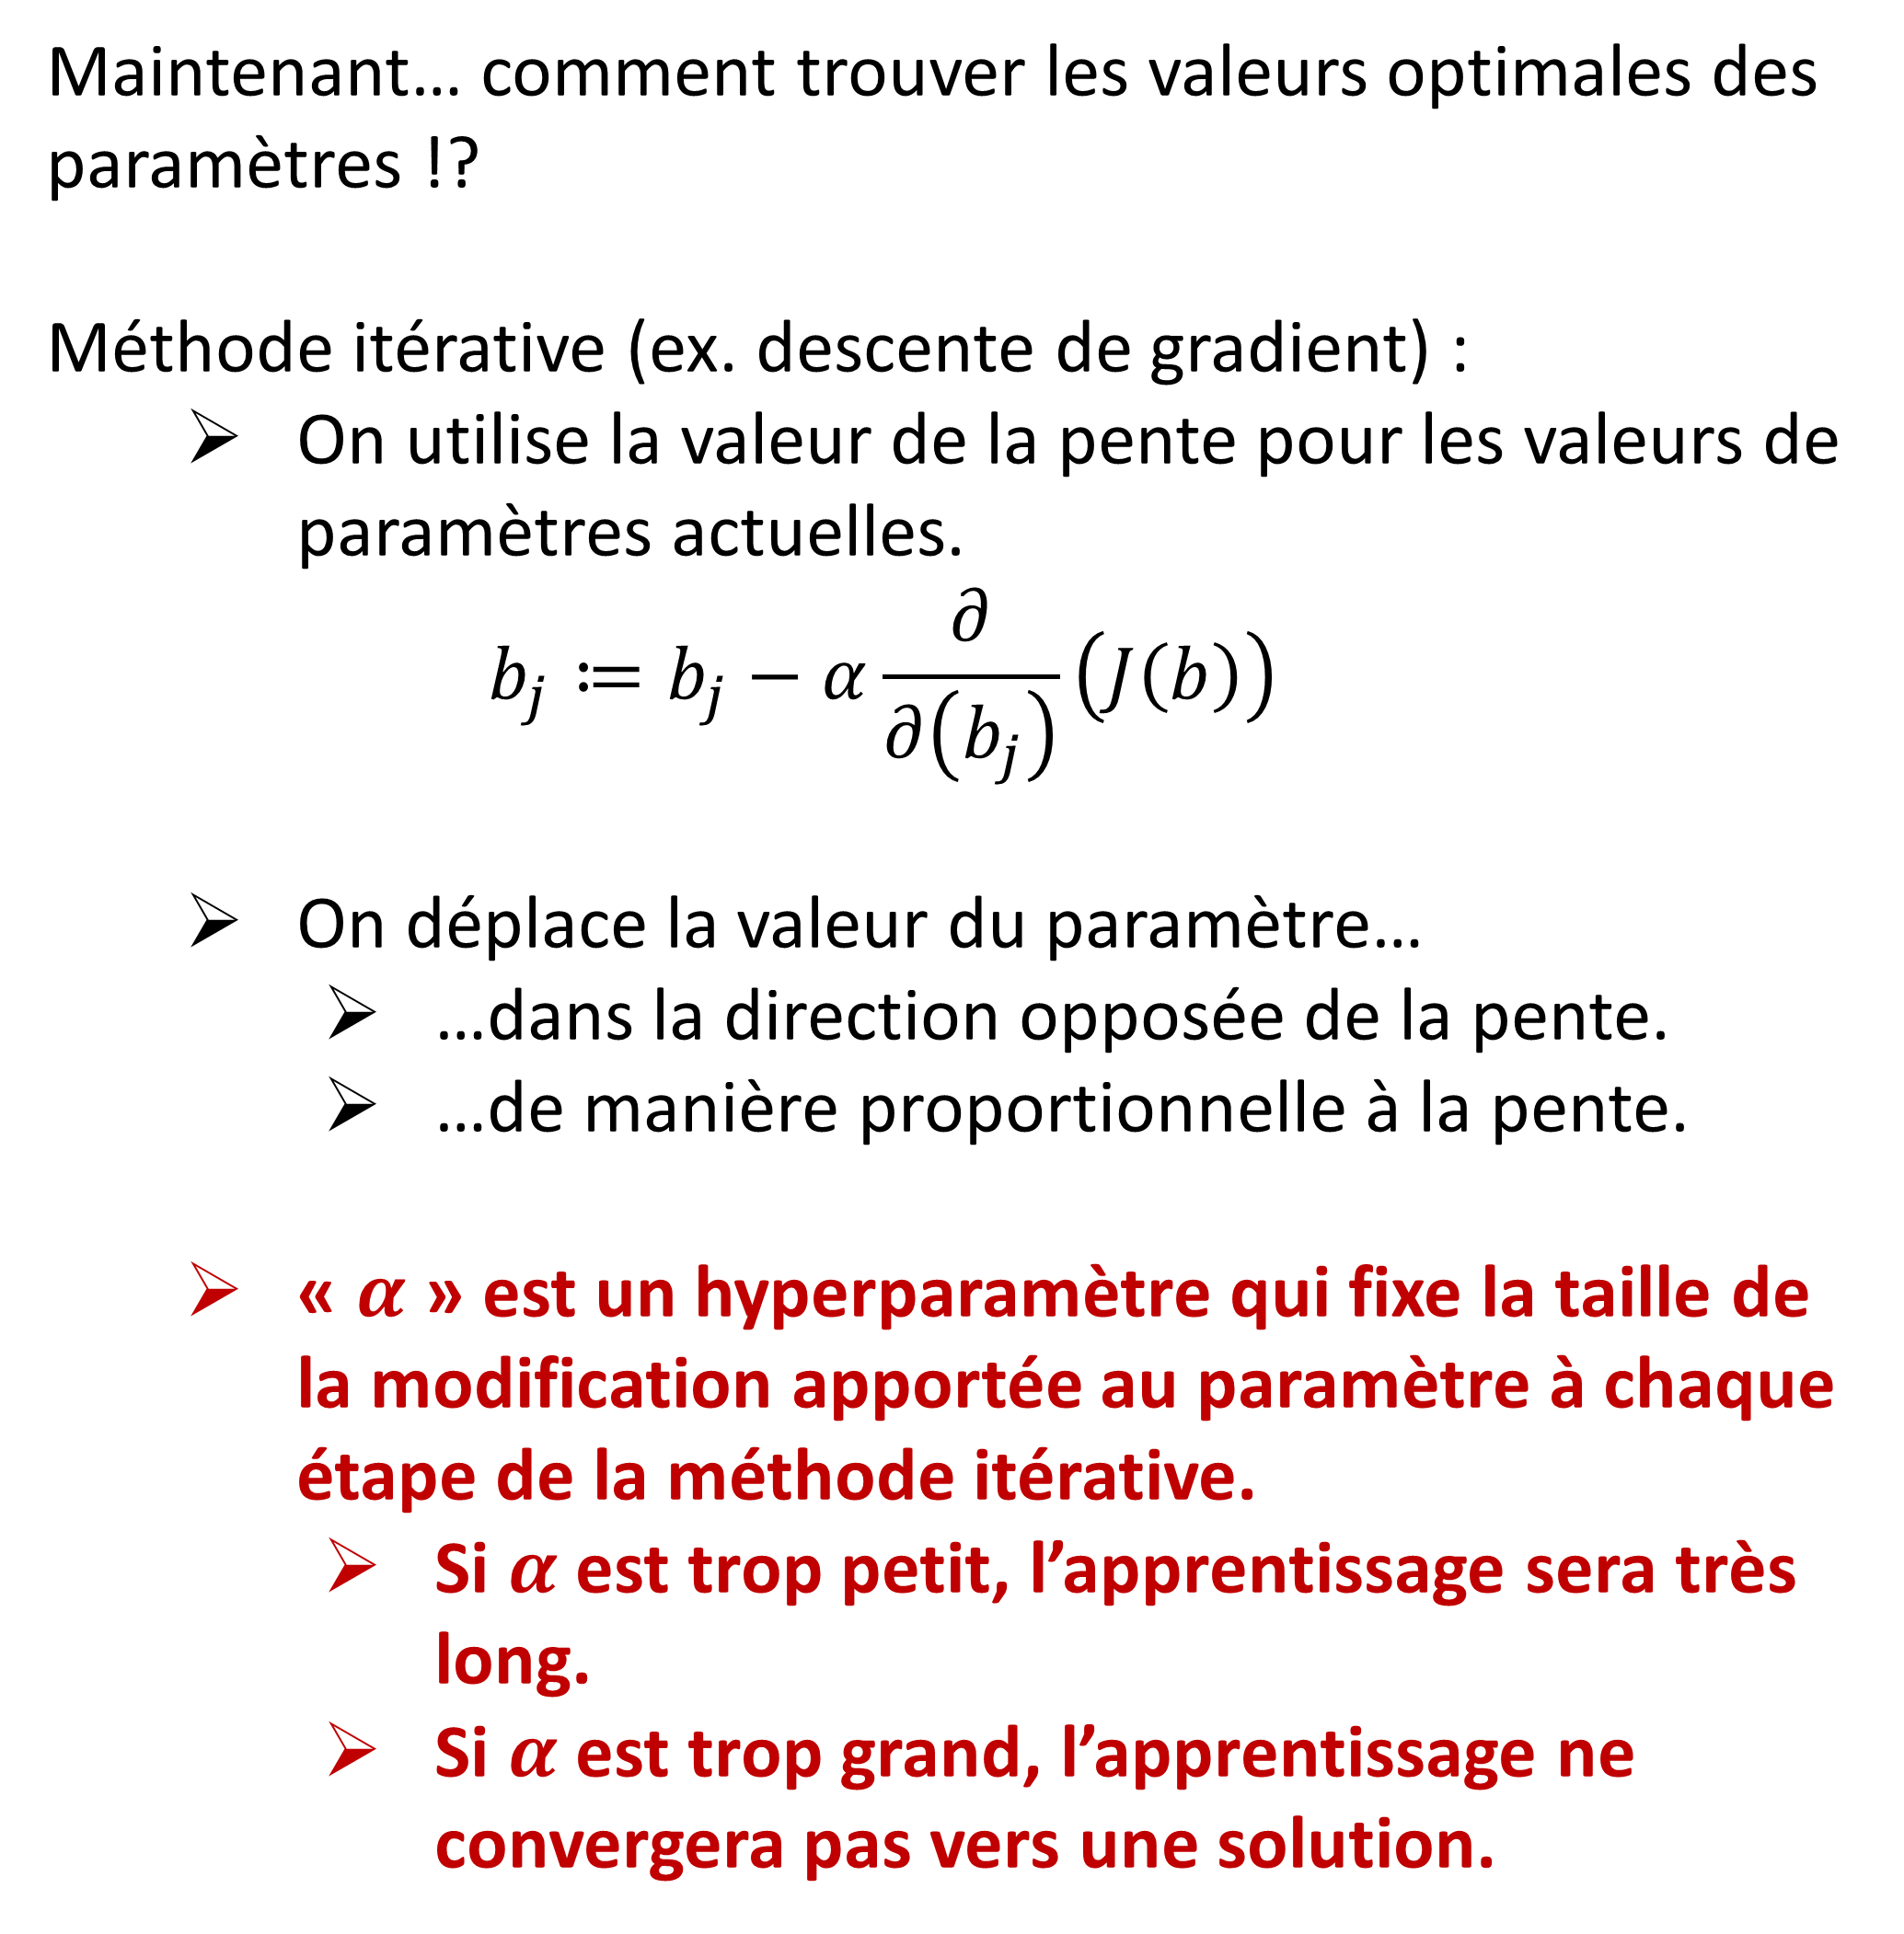 Maintenant… comment trouver les valeurs optimales des
paramètres !?
Méthode itérative (ex. descente de gradient) :
➢ On utilise la valeur de la pente pour les valeurs de
paramètres actuelles.
b_j := b_j − α ∂/∂(b_j) (J(b))
➢ On déplace la valeur du paramètre…
➢ …dans la direction opposée de la pente.
➢ …de manière proportionnelle à la pente.
➢ « α » est un hyperparamètre qui fixe la taille de
la modification apportée au paramètre à chaque
étape de la méthode itérative.
➢ Si α est trop petit, l’apprentissage sera très
long.
➢ Si α est trop grand, l’apprentissage ne
convergera pas vers une solution.